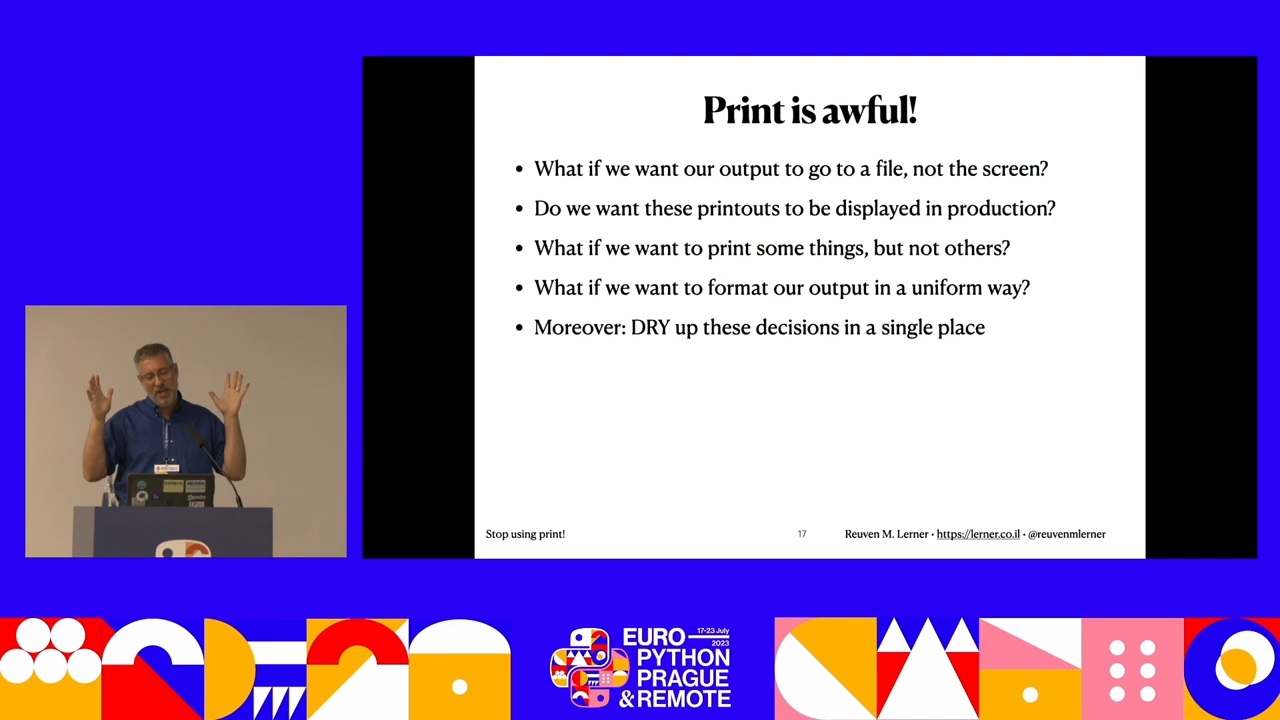 Print is awful!
• What if we want our output to go to a file, not the screen?
• Do we want these printouts to be displayed in production?
• What if we want to print some things, but not others?
• What if we want to format our output in a uniform way?
• Moreover: DRY up these decisions in a single place
Stop using print!
17
Reuven M. Lerner • https://lerner.co.il • @reuvenmlerner
17-23 July
2023
EURO
PYTHON
PRAGUE
& REMOTE